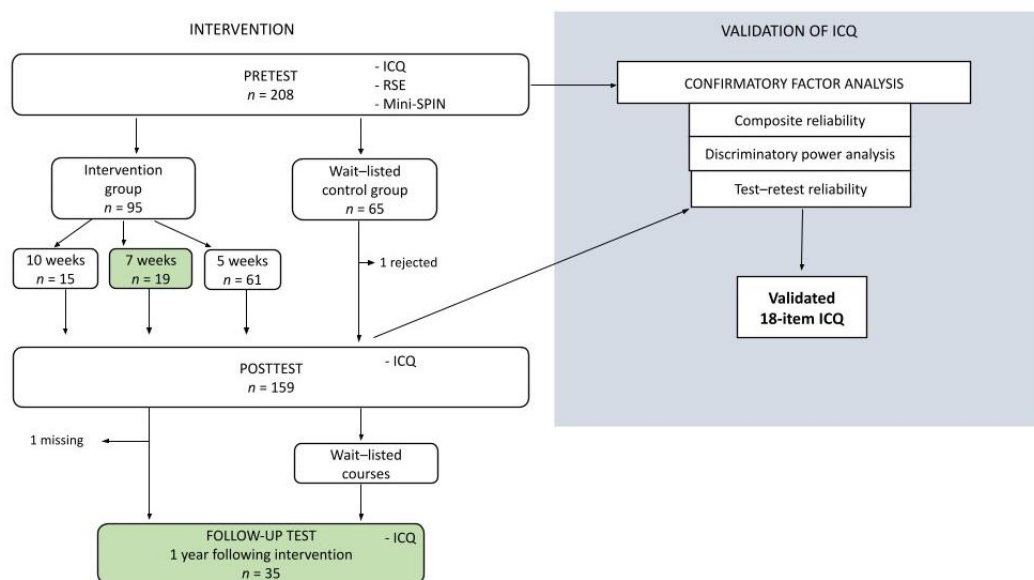 INTERVENTION
PRETEST
n = 208
- ICQ
- RSE
- Mini-SPIN
Intervention
group
n = 95
Wait–listed
control group
n = 65
10 weeks
n = 15
7 weeks
n = 19
5 weeks
n = 61
1 rejected
POSTTEST
n = 159
- ICQ
1 missing
Wait–listed
courses
FOLLOW-UP TEST
1 year following intervention
n = 35
- ICQ
VALIDATION OF ICQ
CONFIRMATORY FACTOR ANALYSIS
Composite reliability
Discriminatory power analysis
Test–retest reliability
Validated
18-item ICQ